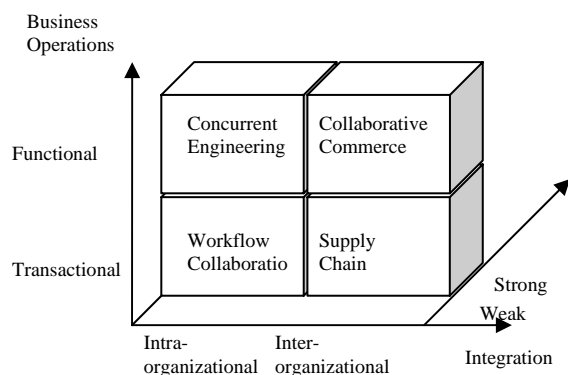 Business
Operations
Concurrent
Engineering
Collaborative
Commerce
Functional
Workflow
Collaboratio
Supply
Chain
Transactional
Strong
Weak
Intra-
organizational
Inter-
organizational
Integration